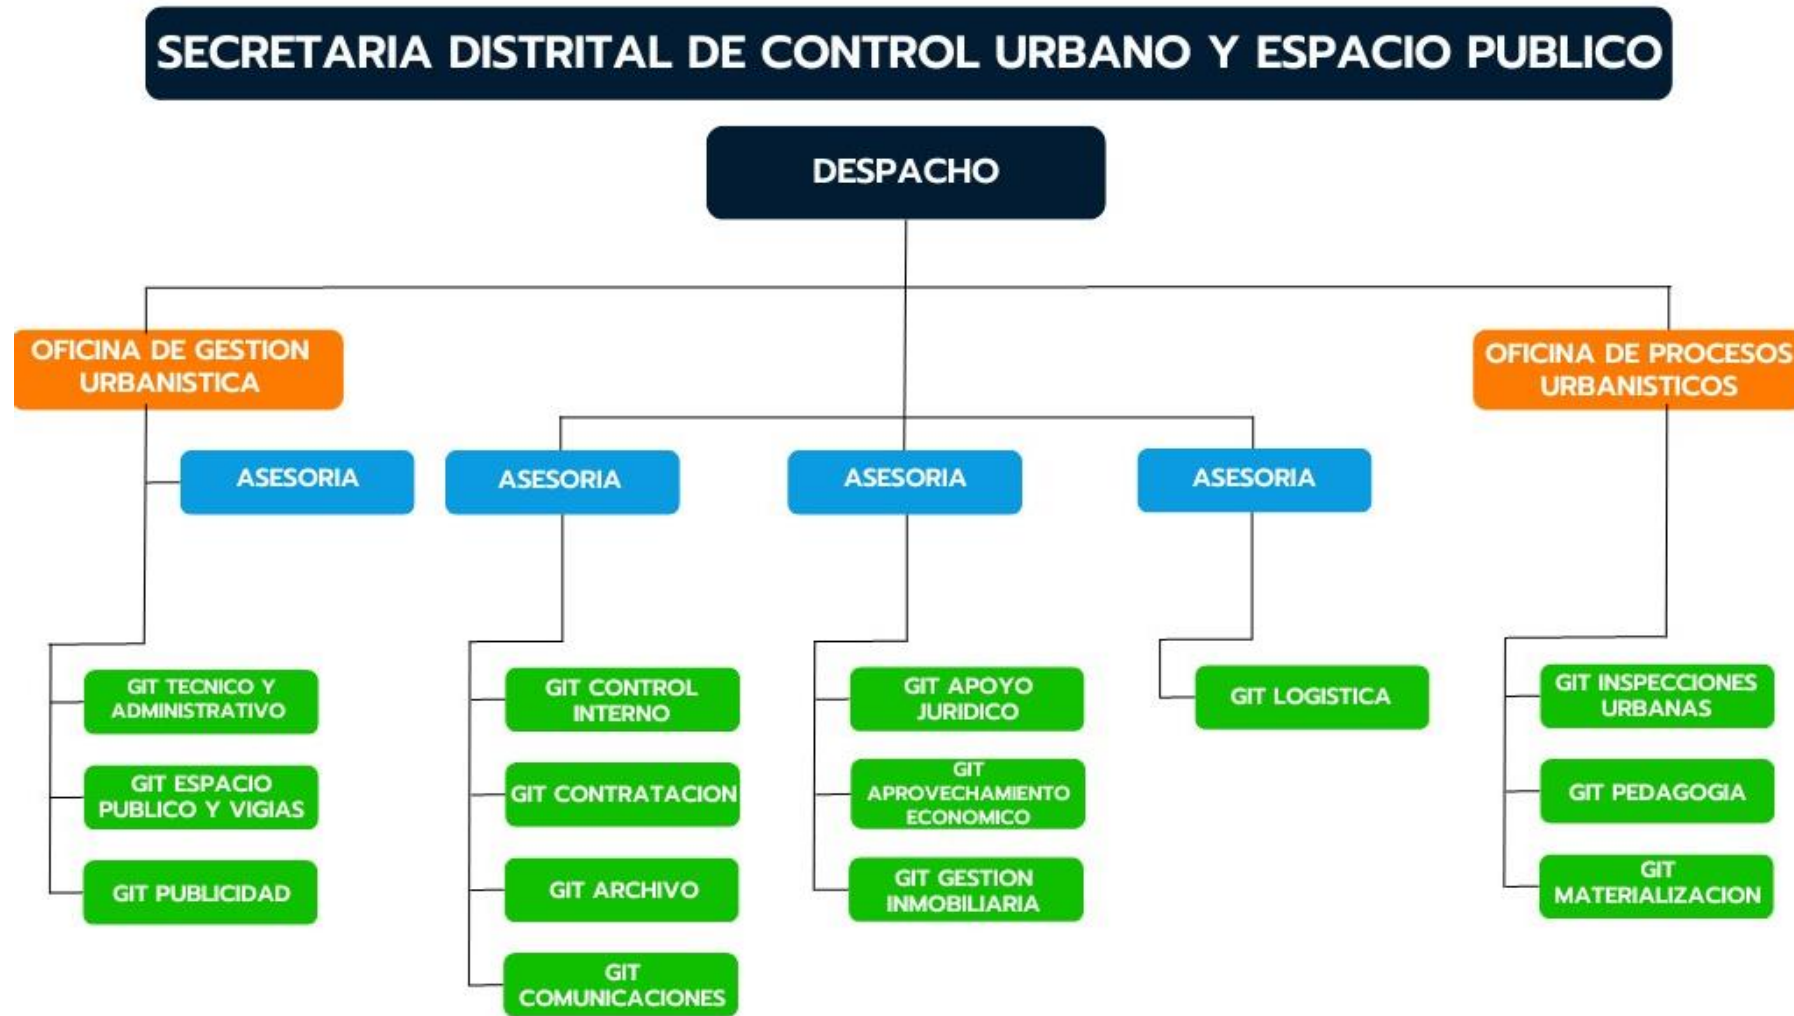 SECRETARIA DISTRITAL DE CONTROL URBANO Y ESPACIO PUBLICO
DESPACHO
OFICINA DE GESTION
URBANISTICA
OFICINA DE PROCESOS
URBANISTICOS
ASESORIA
ASESORIA
ASESORIA
ASESORIA
GIT TECNICO Y
ADMINISTRATIVO
GIT ESPACIO
PUBLICO Y VIGIAS
GIT PUBLICIDAD
GIT CONTROL
INTERNO
GIT CONTRATACION
GIT ARCHIVO
GIT
COMUNICACIONES
GIT APOYO
JURIDICO
GIT
APROVECHAMIENTO
ECONOMICO
GIT GESTION
INMOBILIARIA
GIT LOGISTICA
GIT INSPECCIONES
URBANAS
GIT PEDAGOGIA
GIT
MATERIALIZACION